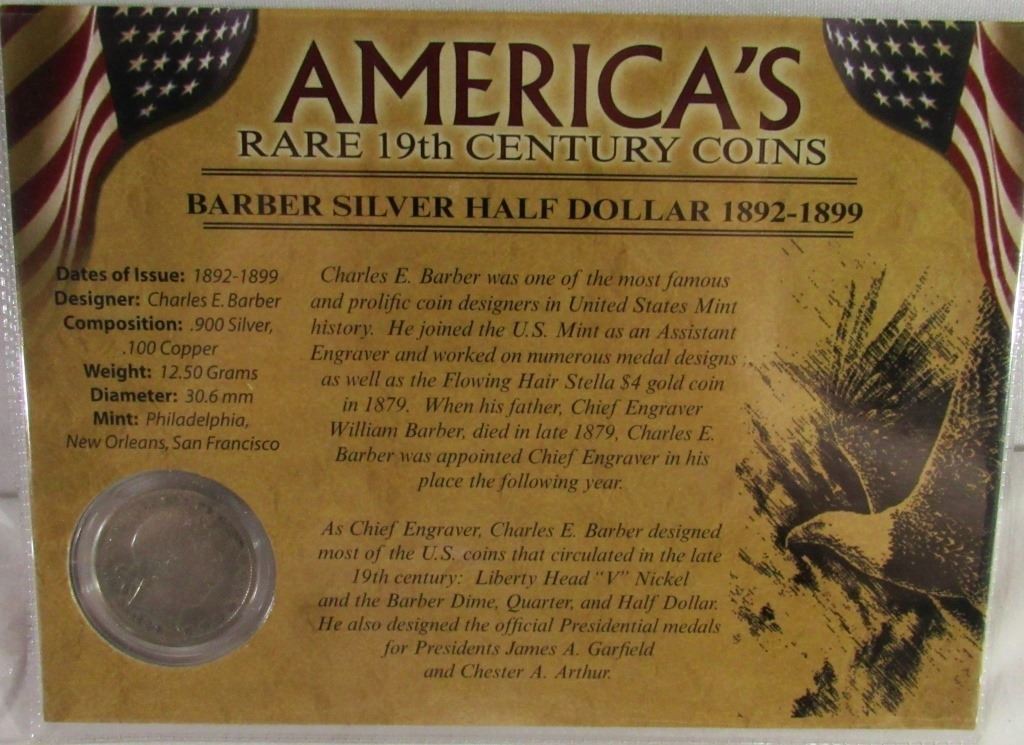 AMERICA'S
RARE 19th CENTURY COINS
BARBER SILVER HALF DOLLAR 1892-1899
Dates of Issue: 1892-1899
Designer: Charles E. Barber
Composition: .900 Silver,
.100 Copper
Weight: 12.50 Grams
Diameter: 30.6 mm
Mint: Philadelphia,
New Orleans, San Francisco
Charles E. Barber was one of the most famous
and prolific coin designers in United States Mint
history. He joined the U.S. Mint as an Assistant
Engraver and worked on numerous medal designs
as well as the Flowing Hair Stella $4 gold coin
in 1879. When his father, Chief Engraver
William Barber, died in late 1879, Charles E.
Barber was appointed Chief Engraver in his
place the following year.
As Chief Engraver, Charles E. Barber designed
most of the U.S. coins that circulated in the late
19th century: Liberty Head "V" Nickel
and the Barber Dime, Quarter, and Half Dollar.
He also designed the official Presidential medals
for Presidents James A. Garfield
and Chester A. Arthur.